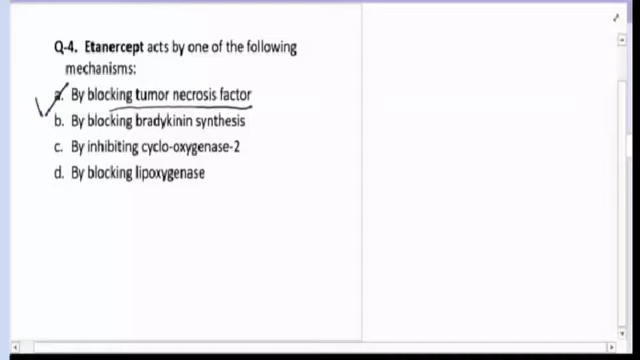 Q-4. Etanercept acts by one of the following
mechanisms:
a. By blocking tumor necrosis factor
b. By blocking bradykinin synthesis
c. By inhibiting cyclo-oxygenase-2
d. By blocking lipoxygenase